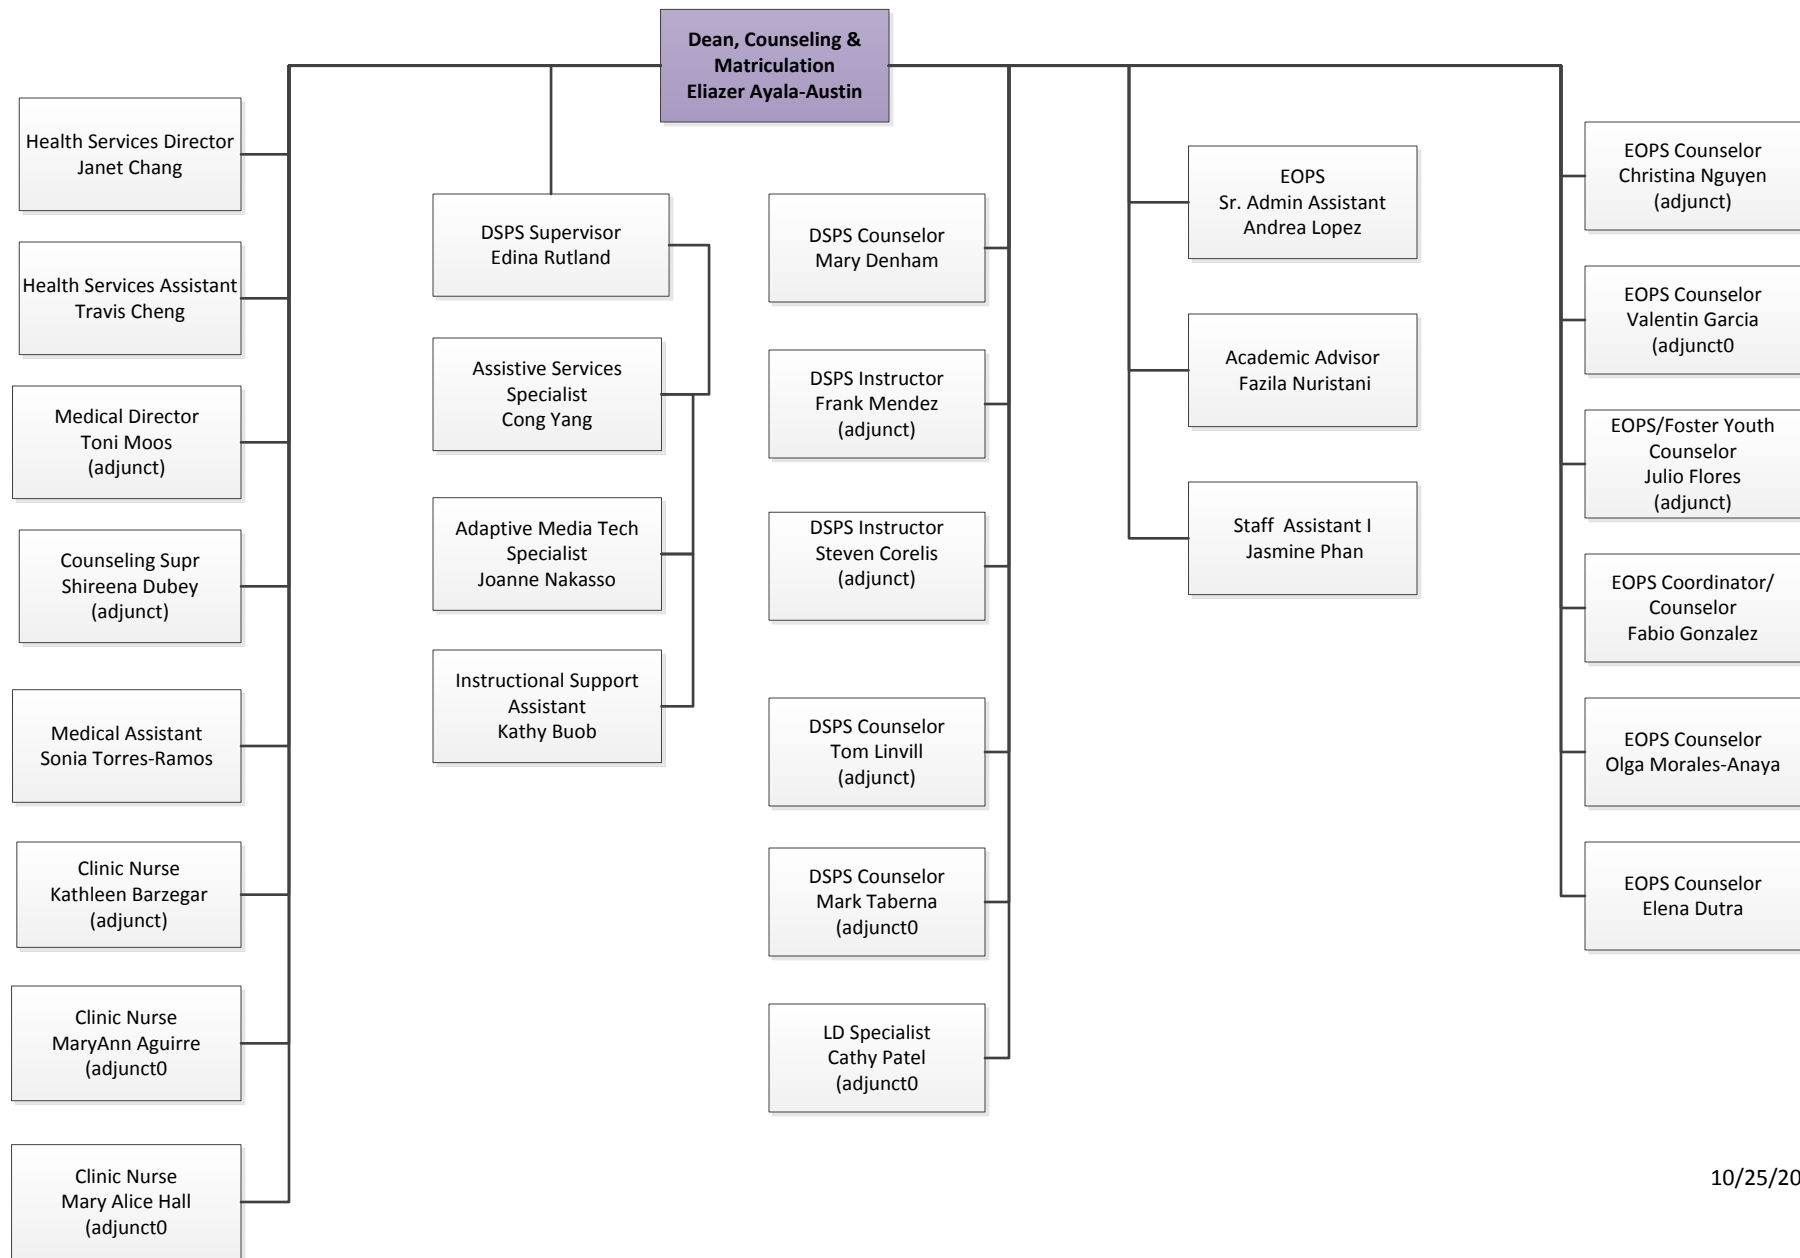 Dean, Counseling &
Matriculation
Eliazer Ayala-Austin
Health Services Director
Janet Chang
Health Services Assistant
Travis Cheng
Medical Director
Toni Moos
(adjunct)
Counseling Supr
Shireena Dubey
(adjunct)
Medical Assistant
Sonia Torres-Ramos
Clinic Nurse
Kathleen Barzegar
(adjunct)
Clinic Nurse
MaryAnn Aguirre
(adjunct0
Clinic Nurse
Mary Alice Hall
(adjunct0
DSPS Supervisor
Edina Rutland
Assistive Services
Specialist
Cong Yang
Adaptive Media Tech
Specialist
Joanne Nakasso
Instructional Support
Assistant
Kathy Buob
DSPS Counselor
Mary Denham
DSPS Instructor
Frank Mendez
(adjunct)
DSPS Instructor
Steven Corelis
(adjunct)
DSPS Counselor
Tom Linvill
(adjunct)
DSPS Counselor
Mark Taberna
(adjunct0
LD Specialist
Cathy Patel
(adjunct0
EOPS
Sr. Admin Assistant
Andrea Lopez
Academic Advisor
Fazila Nuristani
Staff  Assistant I
Jasmine Phan
EOPS Counselor
Christina Nguyen
(adjunct)
EOPS Counselor
Valentin Garcia
(adjunct0
EOPS/Foster Youth
Counselor
Julio Flores
(adjunct)
EOPS Coordinator/
Counselor
Fabio Gonzalez
EOPS Counselor
Olga Morales-Anaya
EOPS Counselor
Elena Dutra
10/25/20